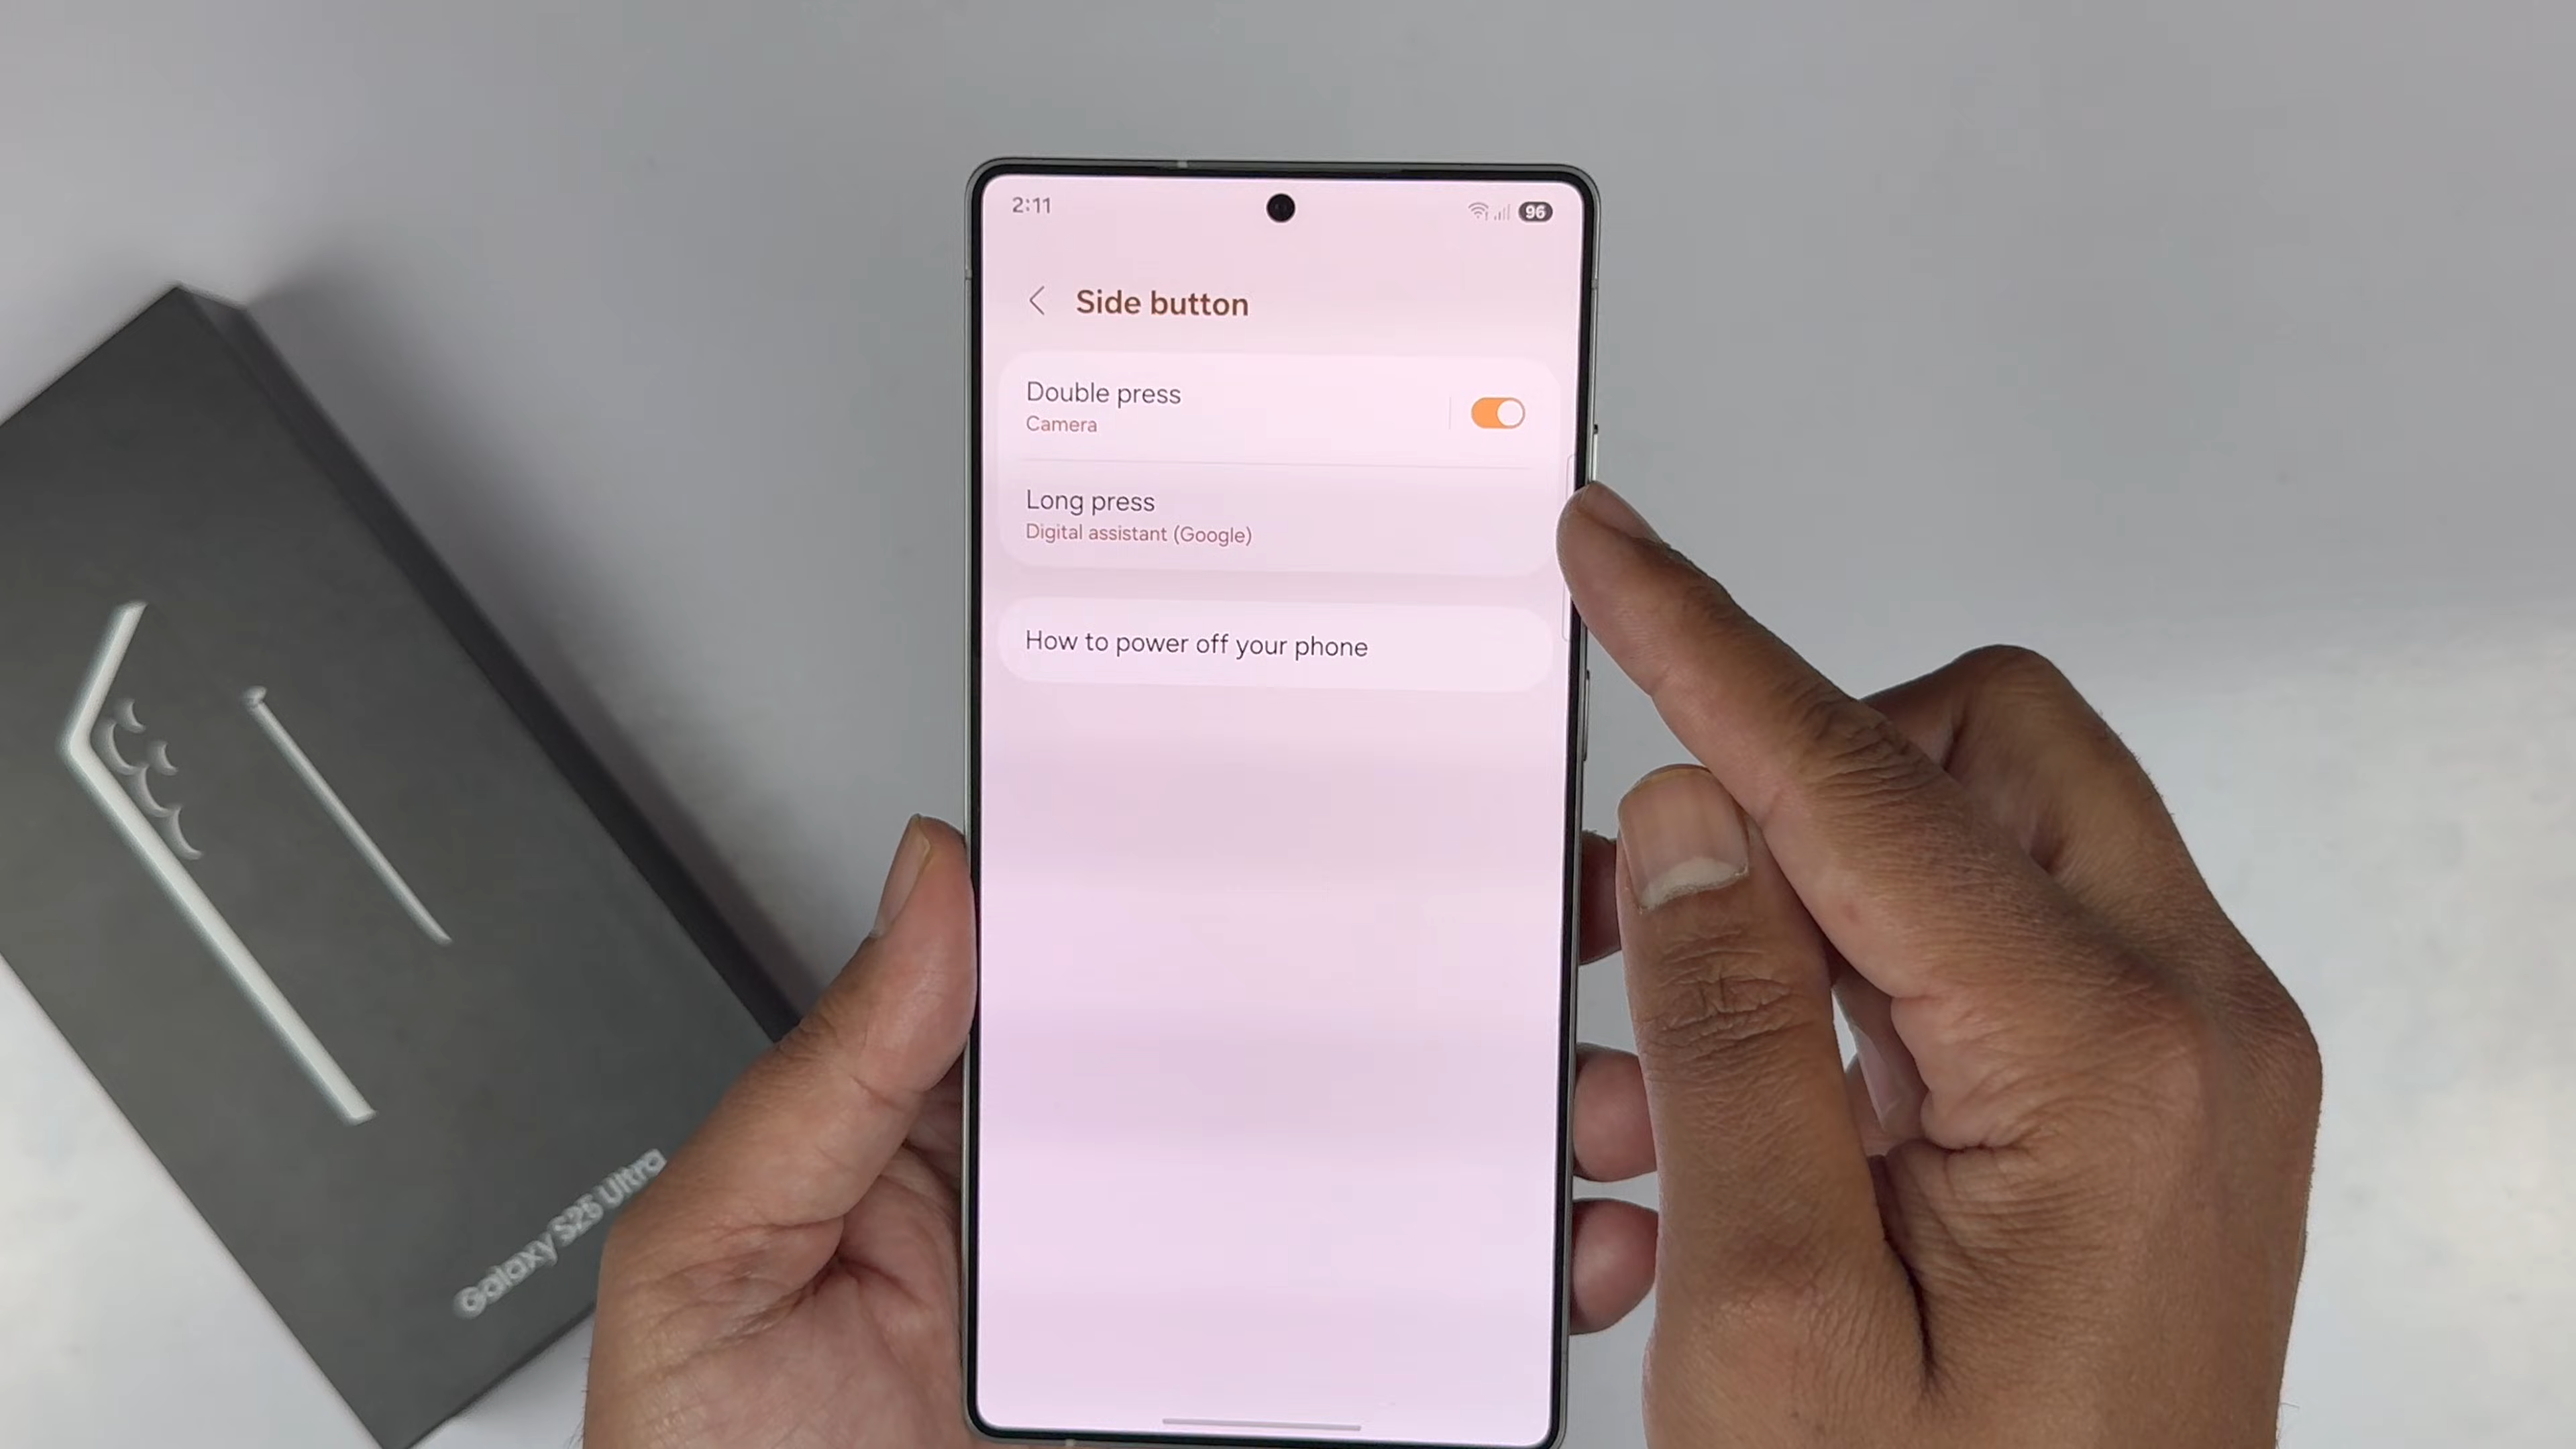 2:11
96
Side button
Double press
Camera
Long press
Digital assistant (Google)
How to power off your phone
Galaxy S25 Ultra